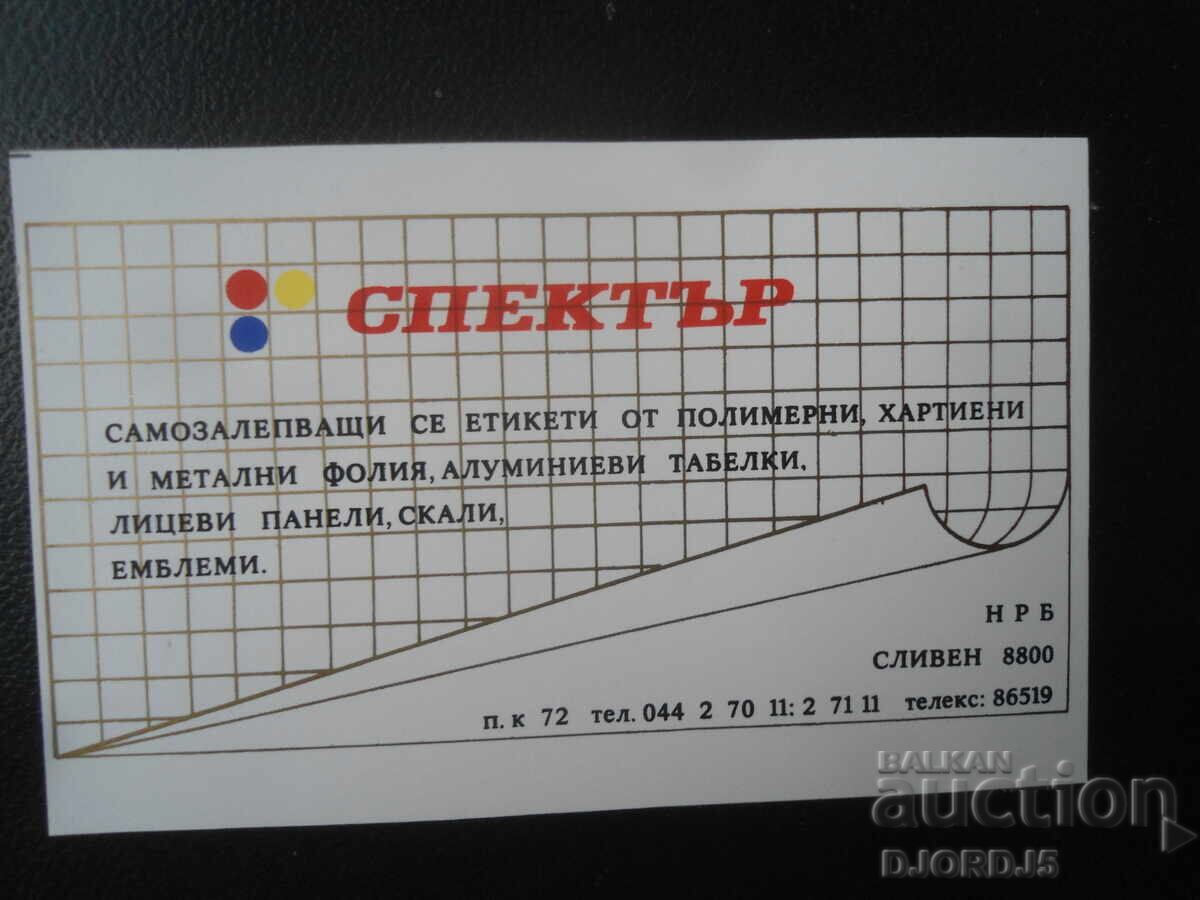 СПЕКТЪР
САМОЗАЛЕПВАЩИ СЕ ЕТИКЕТИ ОТ ПОЛИМЕРНИ, ХАРТИЕНИ
И МЕТАЛНИ ФОЛИЯ, АЛУМИНИЕВИ ТАБЕЛКИ,
ЛИЦЕВИ ПАНЕЛИ, СКАЛИ,
ЕМБЛЕМИ.
Н Р Б
СЛИВЕН 8800
п. к 72 тел. 044 2 70 11: 2 71 11 телекс: 86519
BALKAN
auction
DJORDJ5